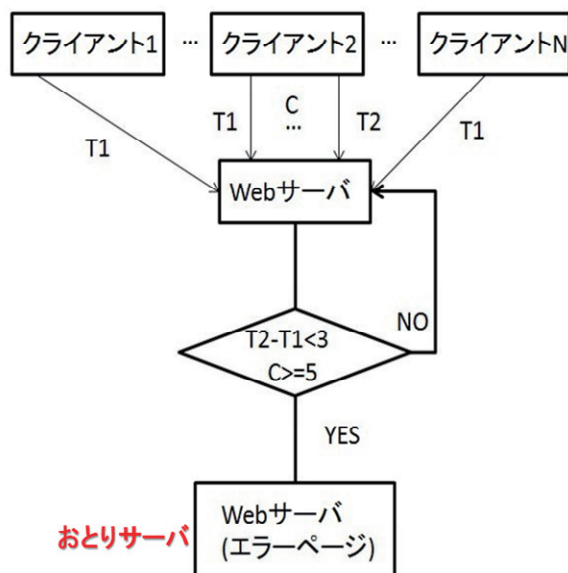 クライアント1 ... クライアント2 ... クライアントN
C
T1 ... T2
T1 T1
Webサーバ
NO
T2-T1<3
C>=5
YES
Webサーバ
おとりサーバ (エラーページ)